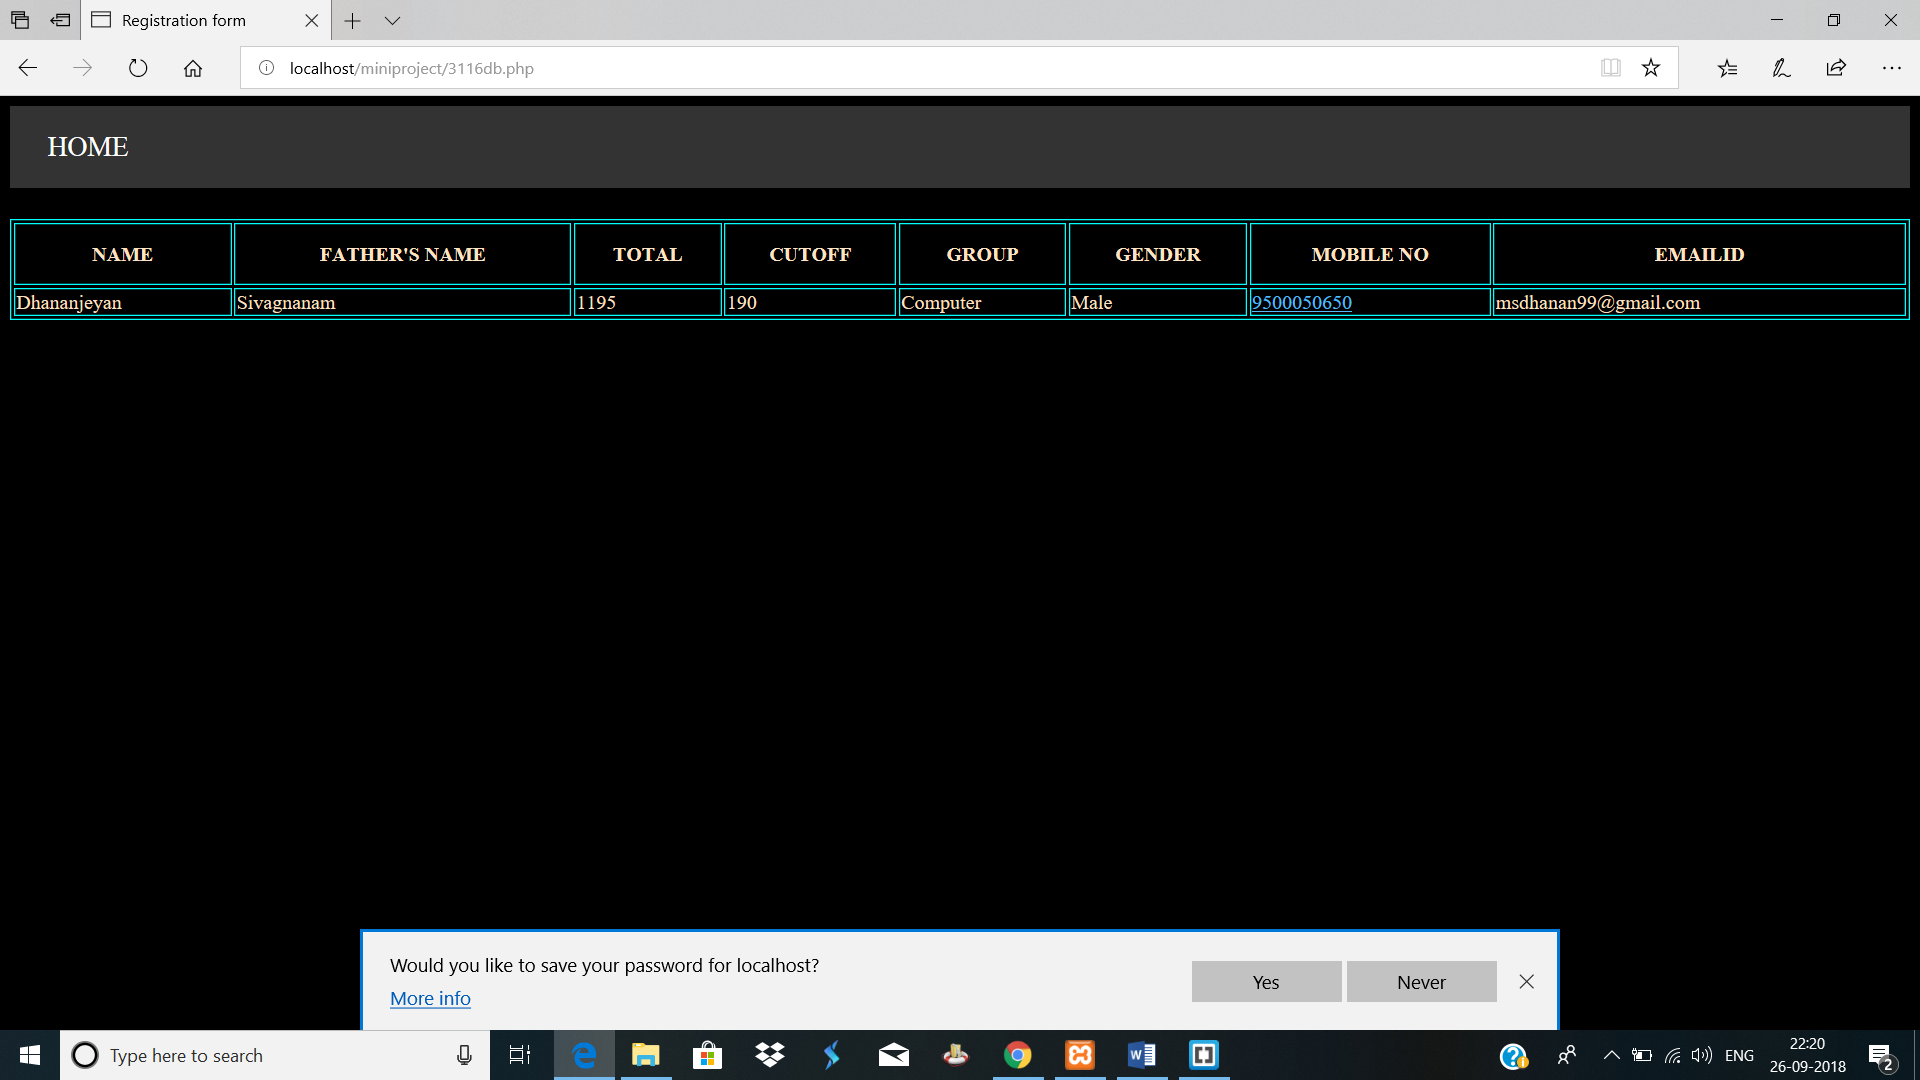 Registration form
localhost/miniproject/3116db.php
HOME
NAME FATHER'S NAME TOTAL CUTOFF GROUP GENDER MOBILE NO EMAILID
Dhananjeyan Sivagnanam 1195 190 Computer Male 9500050650 msdhanan99@gmail.com
Would you like to save your password for localhost?
More info
Yes Never
Type here to search
ENG
22:20
26-09-2018
2